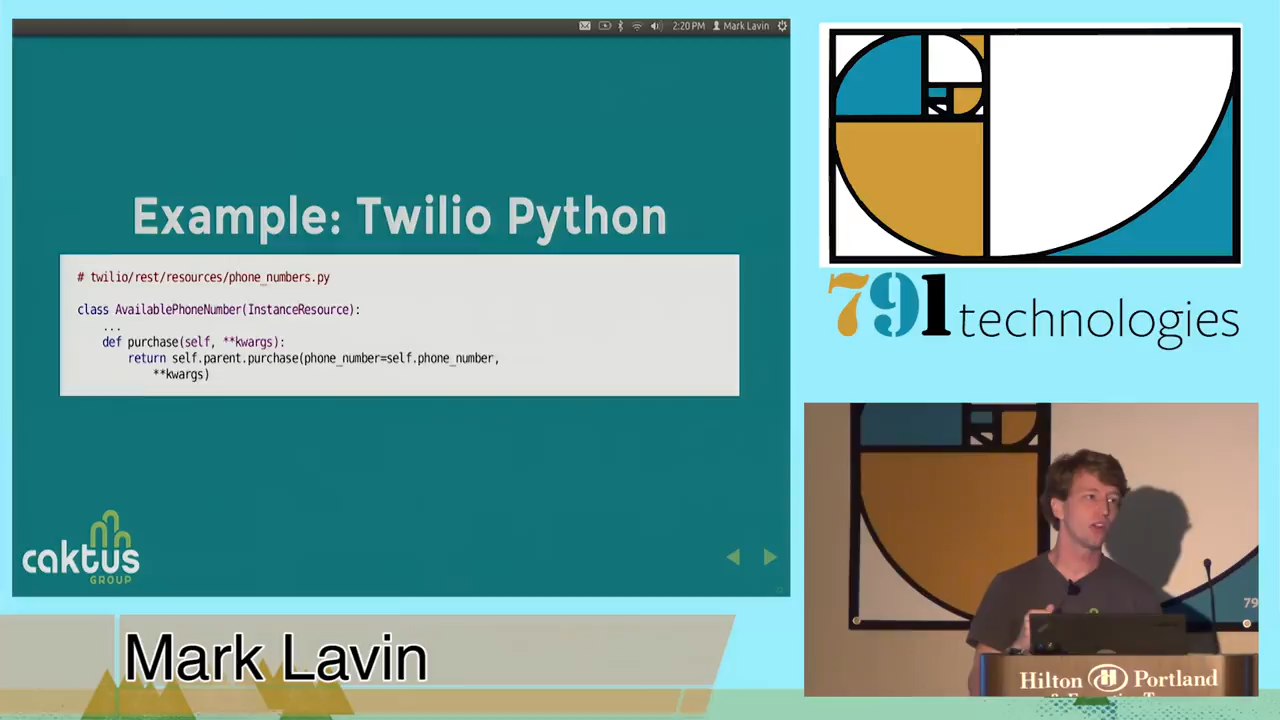 2:20 PM Mark Lavin
Example: Twilio Python
# twilio/rest/resources/phone_numbers.py
class AvailablePhoneNumber(InstanceResource):
...
def purchase(self, **kwargs):
return self.parent.purchase(phone_number=self.phone_number,
**kwargs)
caktus
GROUP
791 technologies
79
Hilton Portland
Mark Lavin